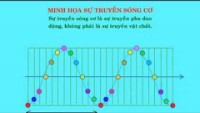 MINH HỌA SỰ TRUYỀN SÓNG CƠ
Sự truyền sóng cơ là sự truyền pha dao
động, không phải là sự truyền vật chất.